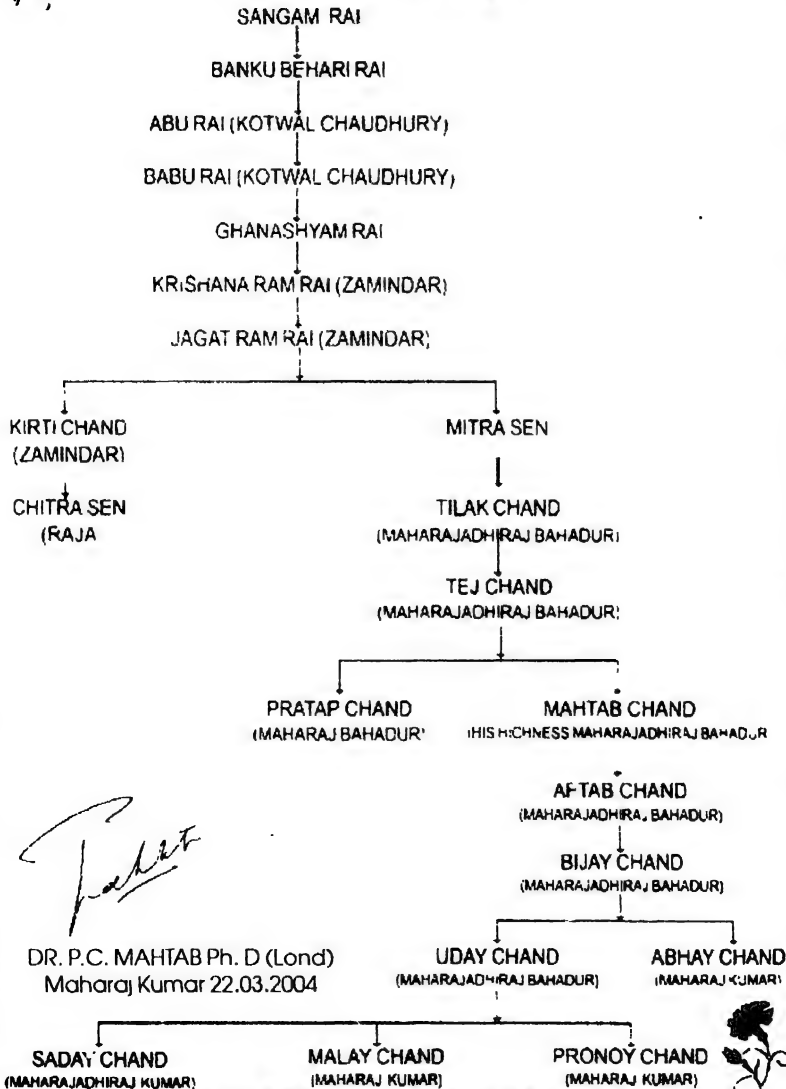 SANGAM RAI
BANKU BEHARI RAI
ABU RAI (KOTWAL CHAUDHURY)
BABU RAI (KOTWAL CHAUDHURY)
GHANASHYAM RAI
KRISHANA RAM RAI (ZAMINDAR)
JAGAT RAM RAI (ZAMINDAR)
KIRTI CHAND
(ZAMINDAR)
MITRA SEN
CHITRA SEN
(RAJA
TILAK CHAND
(MAHARAJADHIRAJ BAHADUR)
TEJ CHAND
(MAHARAJADHIRAJ BAHADUR)
PRATAP CHAND
(MAHARAJ BAHADUR)
MAHTAB CHAND
(HIS HIGHNESS MAHARAJADHIRAJ BAHADUR
AFTAB CHAND
(MAHARAJADHIRAJ BAHADUR)
BIJAY CHAND
(MAHARAJADHIRAJ BAHADUR)
DR. P.C. MAHTAB Ph. D (Lond)
Maharaj Kumar 22.03.2004
UDAY CHAND
(MAHARAJADHIRAJ BAHADUR)
ABHAY CHAND
(MAHARAJ KUMAR)
SADAY CHAND
(MAHARAJADHIRAJ KUMAR)
MALAY CHAND
(MAHARAJ KUMAR)
PRONOY CHAND
(MAHARAJ KUMAR)